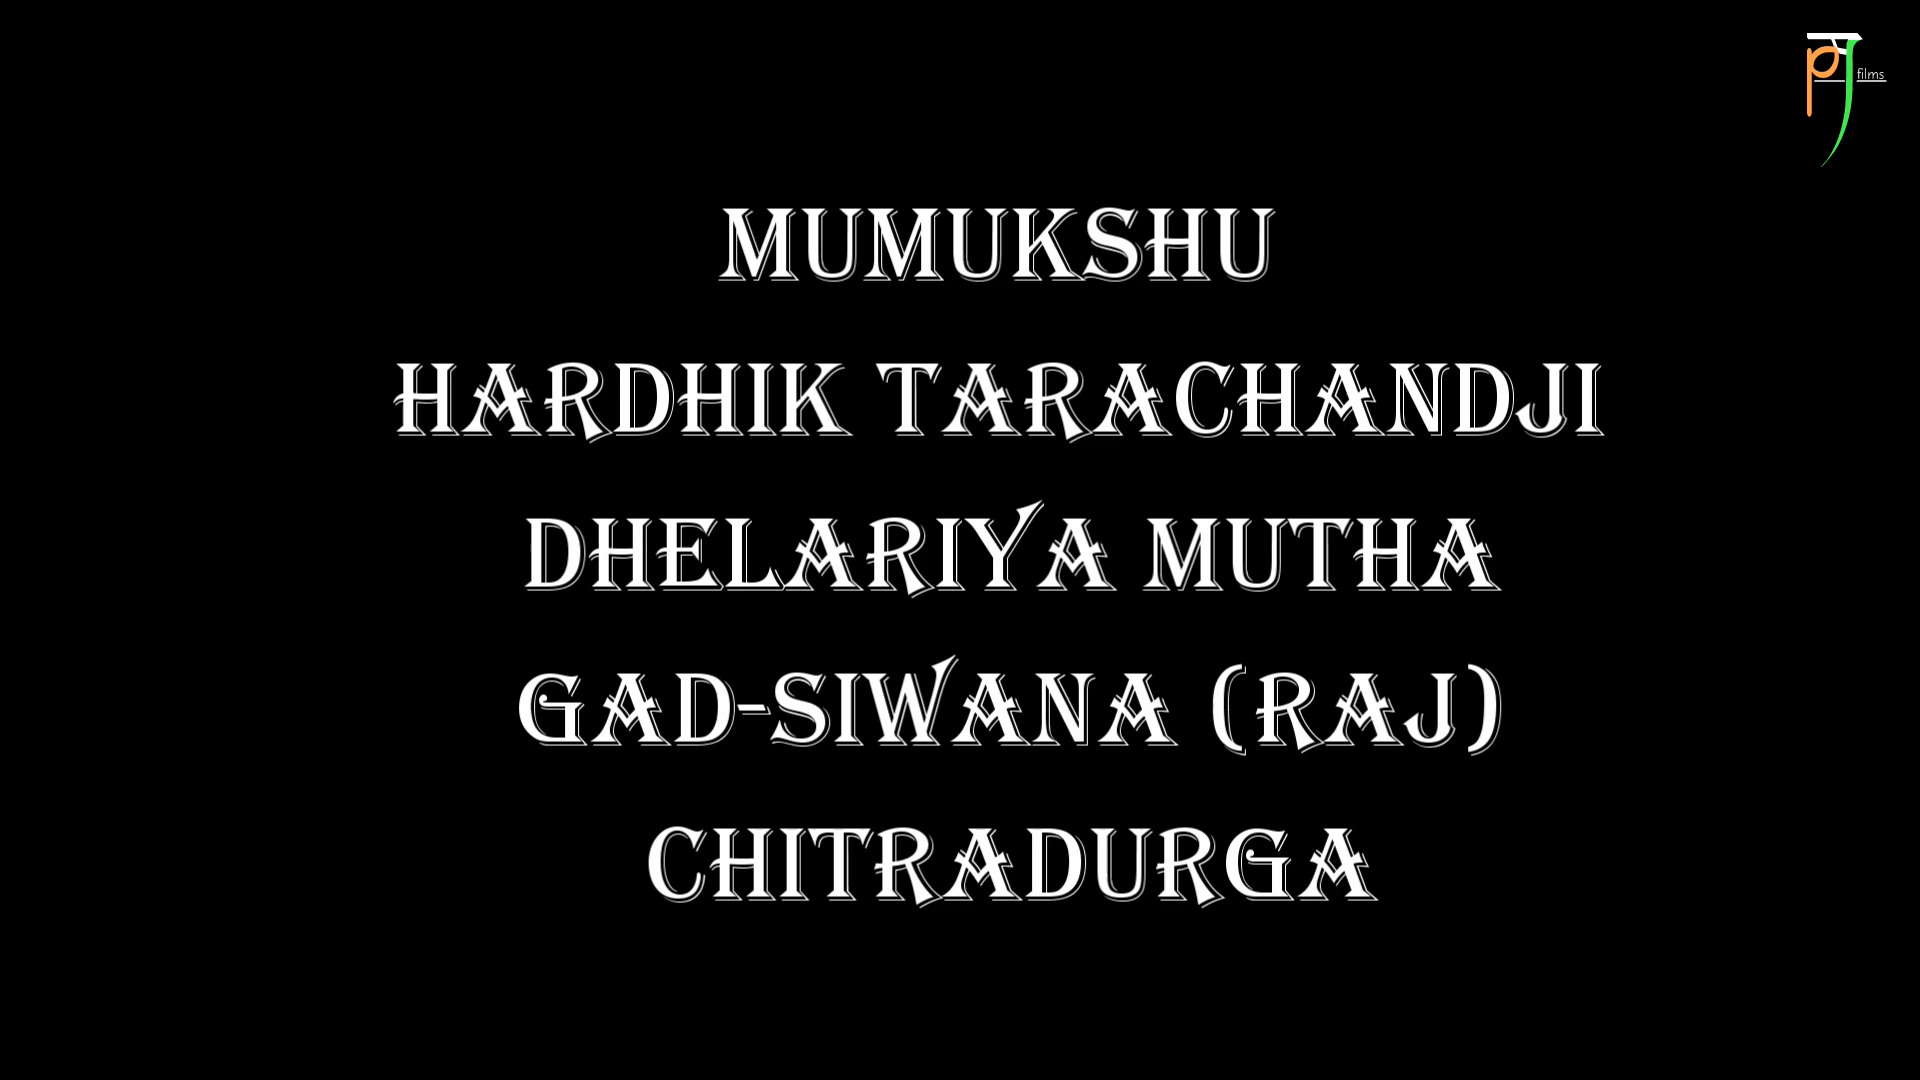 MUMUKSHU
HARDHIK TARACHANDJI
DHELARIYA MUTHA
GAD-SIWANA (RAJ)
CHITRADURGA
films